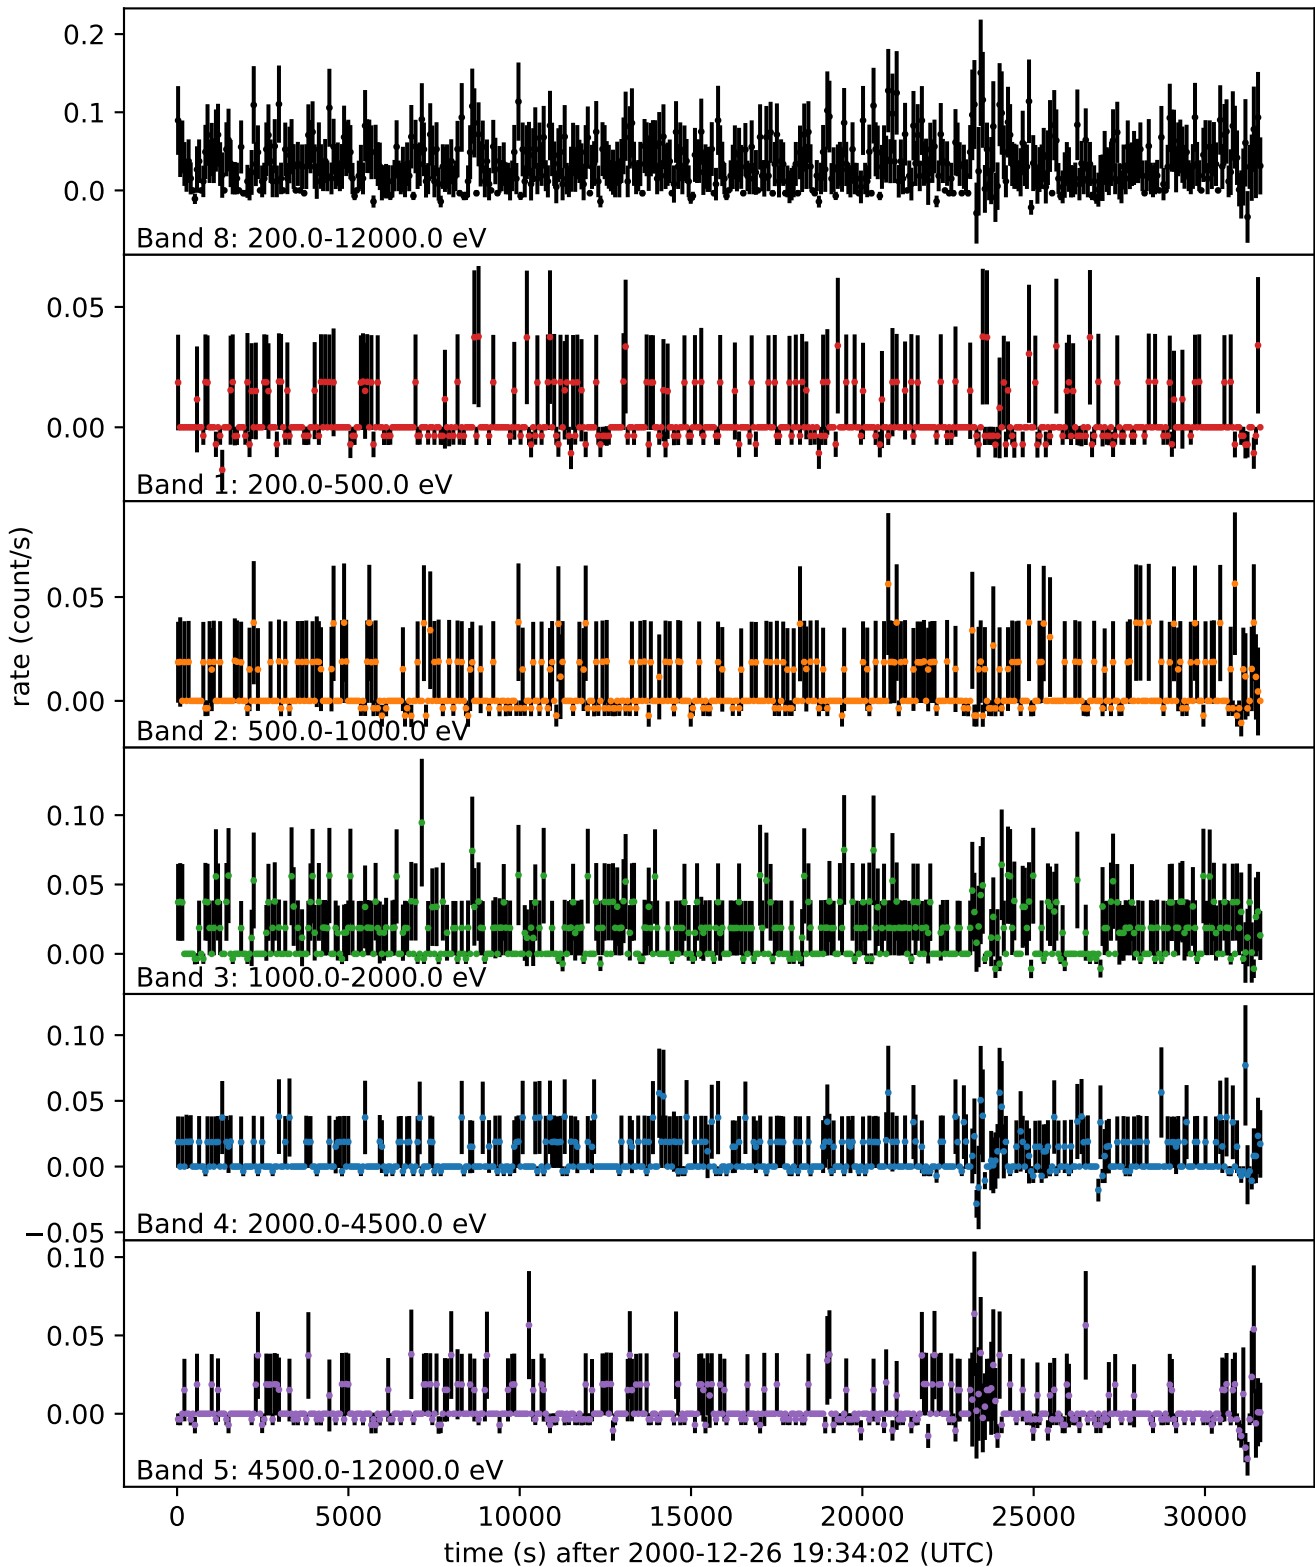 0.2
0.1
0.0
Band 8: 200.0-12000.0 eV
0.05
0.00
Band 1: 200.0-500.0 eV
0.05
0.00
Band 2: 500.0-1000.0 eV
rate (count/s)
0.10
0.05
0.00
Band 3: 1000.0-2000.0 eV
0.10
0.05
0.00
−0.05
Band 4: 2000.0-4500.0 eV
0.10
0.05
0.00
Band 5: 4500.0-12000.0 eV
0 5000 10000 15000 20000 25000 30000
time (s) after 2000-12-26 19:34:02 (UTC)